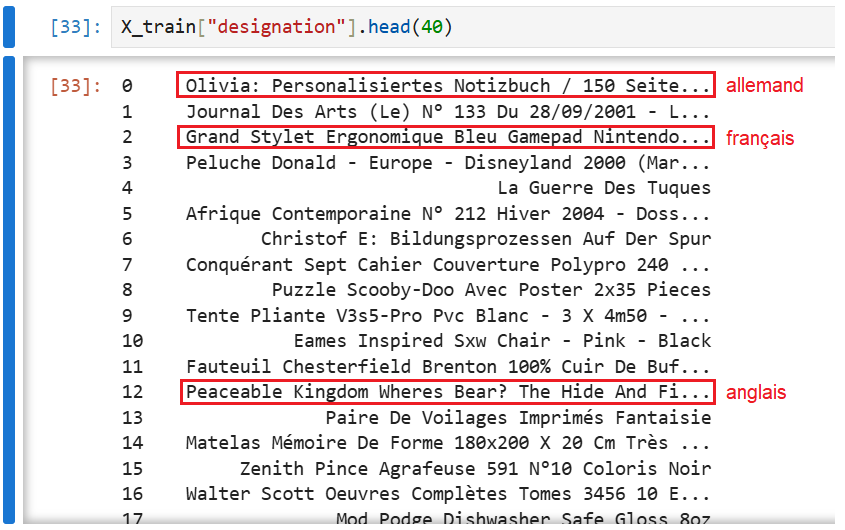 [33]: X_train["designation"].head(40)
[33]: 0 Olivia: Personalisiertes Notizbuch / 150 Seite... allemand
1 Journal Des Arts (Le) N° 133 Du 28/09/2001 - L...
2 Grand Stylet Ergonomique Bleu Gamepad Nintendo... français
3 Peluche Donald - Europe - Disneyland 2000 (Mar...
4 La Guerre Des Tuques
5 Afrique Contemporaine N° 212 Hiver 2004 - Doss...
6 Christof E: Bildungsprozessen Auf Der Spur
7 Conquérant Sept Cahier Couverture Polypro 240 ...
8 Puzzle Scooby-Doo Avec Poster 2x35 Pieces
9 Tente Pliante V3s5-Pro Pvc Blanc - 3 X 4m50 - ...
10 Eames Inspired Sxw Chair - Pink - Black
11 Fauteuil Chesterfield Brenton 100% Cuir De Buf...
12 Peaceable Kingdom Wheres Bear? The Hide And Fi... anglais
13 Paire De Voilages Imprimés Fantaisie
14 Matelas Mémoire De Forme 180x200 X 20 Cm Très ...
15 Zenith Pince Agrafeuse 591 N°10 Coloris Noir
16 Walter Scott Oeuvres Complètes Tomes 3456 10 E...
17 Mod Podge Dishwasher Safe Gloss 8oz